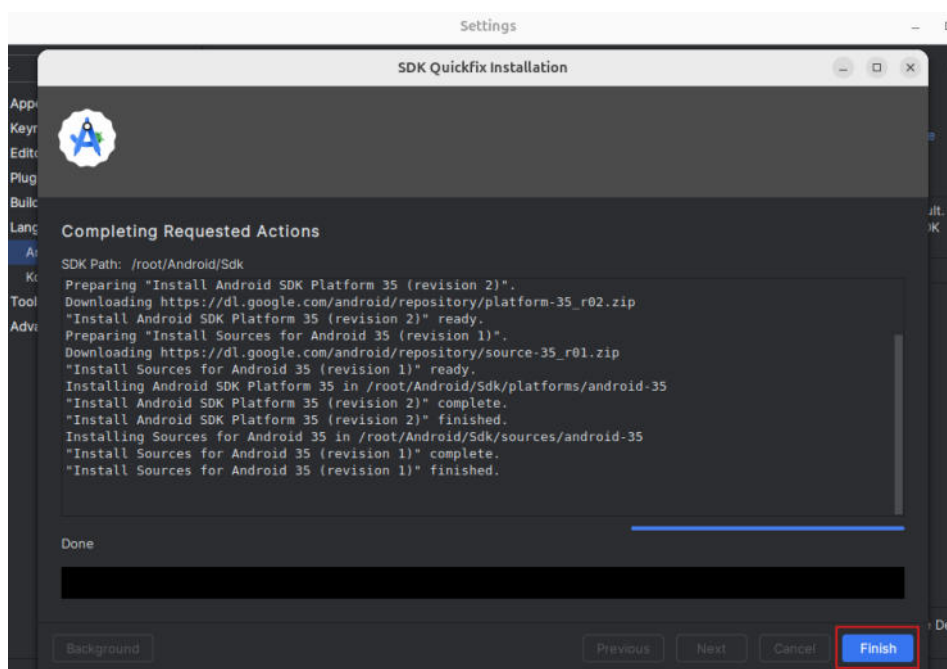 Settings
SDK Quickfix Installation
Completing Requested Actions
SDK Path: /root/Android/Sdk
Preparing "Install Android SDK Platform 35 (revision 2)".
Downloading https://dl.google.com/android/repository/platform-35_r02.zip
"Install Android SDK Platform 35 (revision 2)" ready.
Preparing "Install Sources for Android 35 (revision 1)".
Downloading https://dl.google.com/android/repository/source-35_r01.zip
"Install Sources for Android 35 (revision 1)" ready.
Installing Android SDK Platform 35 in /root/Android/Sdk/platforms/android-35
"Install Android SDK Platform 35 (revision 2)" complete.
"Install Android SDK Platform 35 (revision 2)" finished.
Installing Sources for Android 35 in /root/Android/Sdk/sources/android-35
"Install Sources for Android 35 (revision 1)" complete.
"Install Sources for Android 35 (revision 1)" finished.
Done
Background
Previous
Next
Cancel
Finish